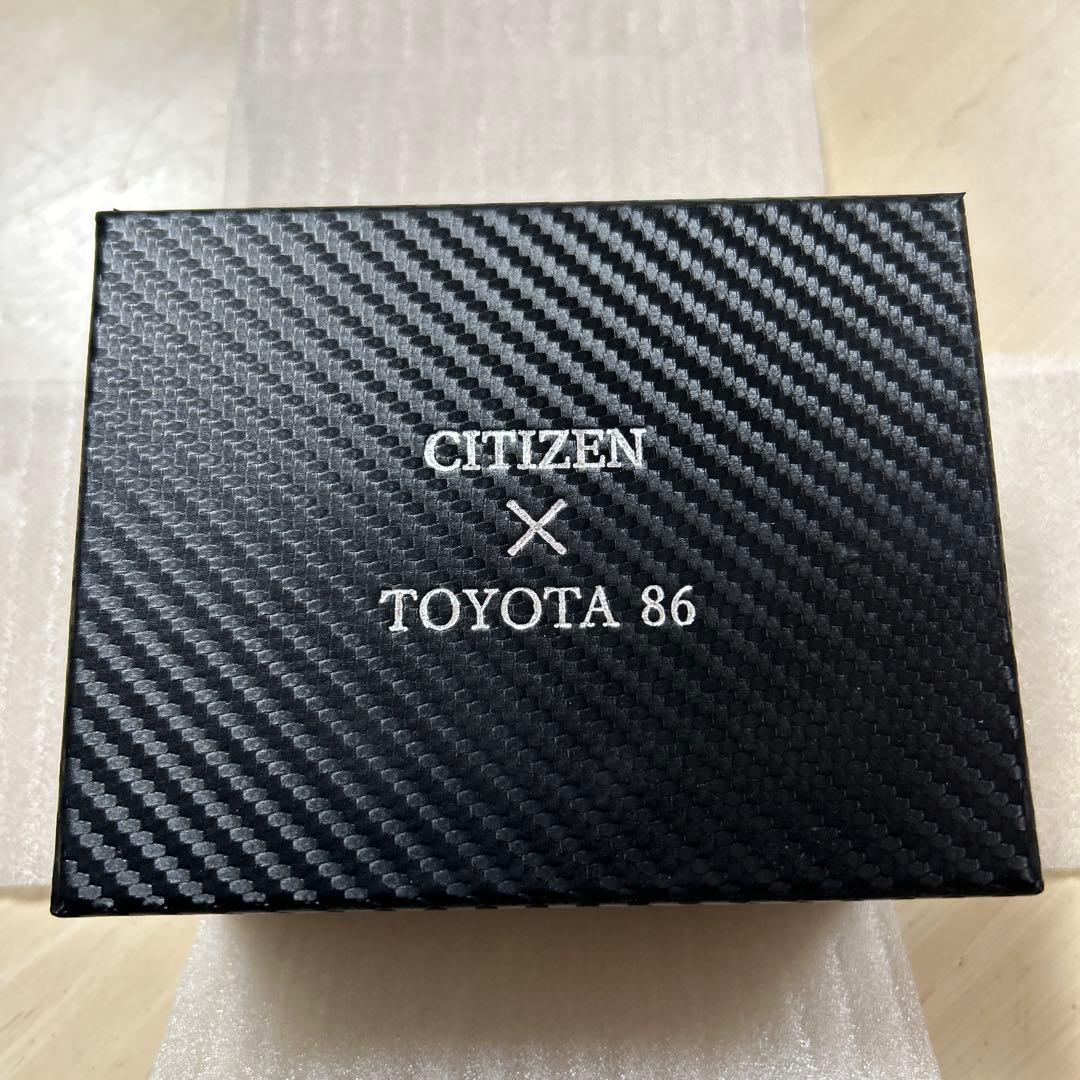 CITIZEN
×
TOYOTA 86